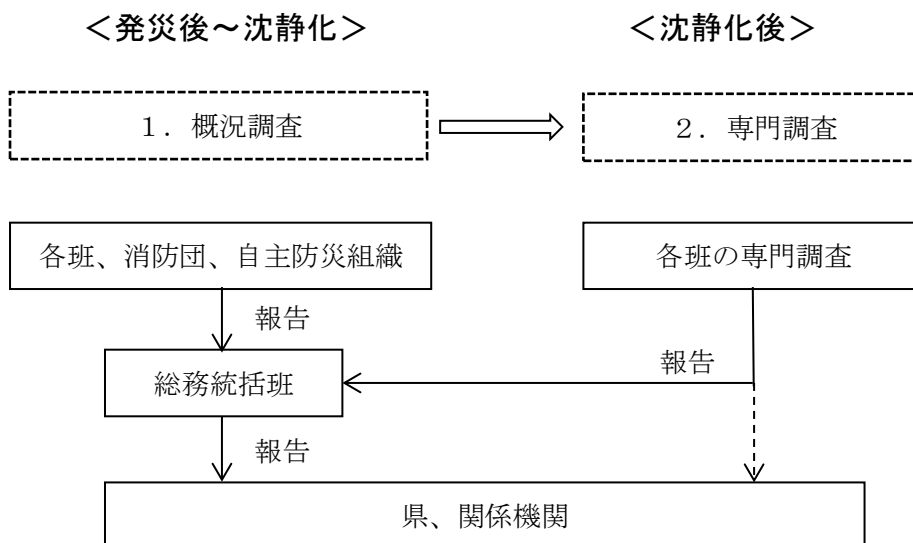 ＜発災後～沈静化＞
＜沈静化後＞
１．概況調査
２．専門調査
各班、消防団、自主防災組織
各班の専門調査
報告
報告
総務統括班
報告
県、関係機関